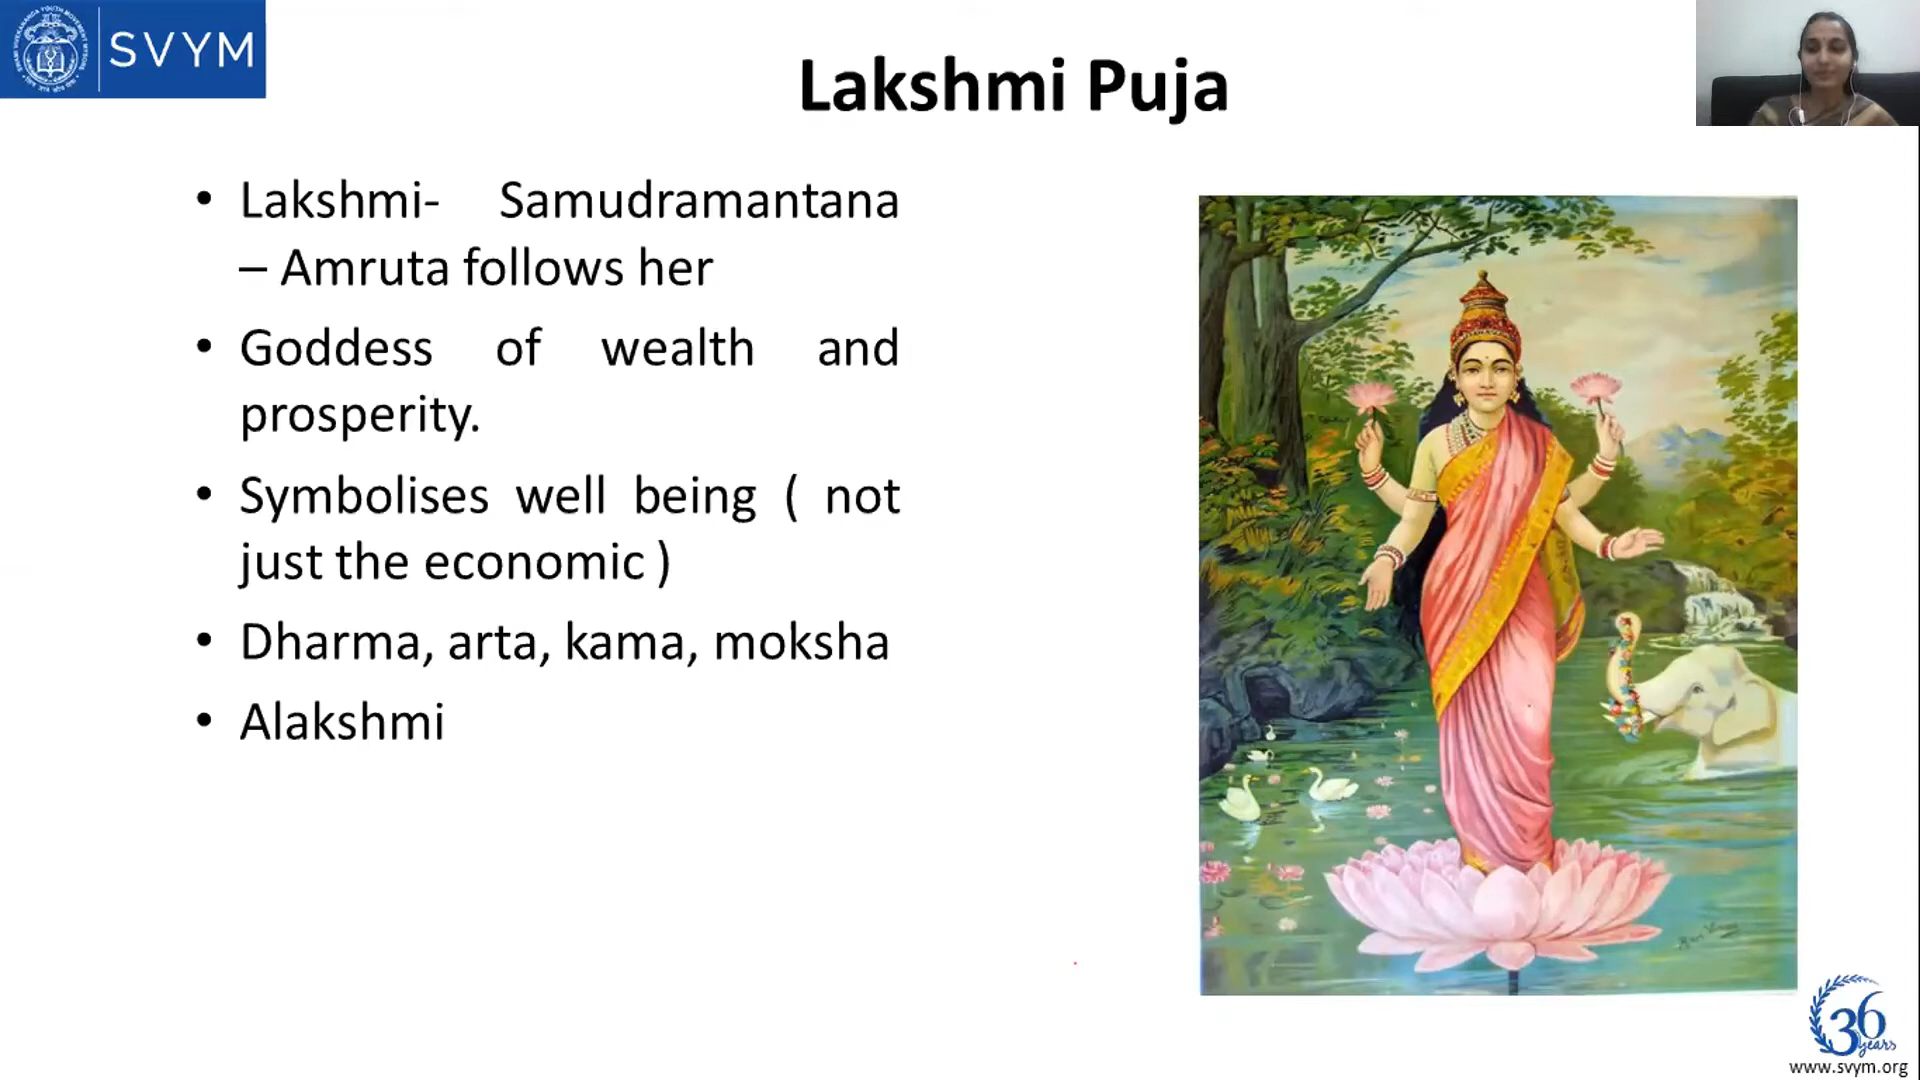 SVYM
Lakshmi Puja
• Lakshmi- Samudramantana
– Amruta follows her
• Goddess of wealth and
prosperity.
• Symbolises well being ( not
just the economic )
• Dharma, arta, kama, moksha
• Alakshmi
36
years
www.svym.org